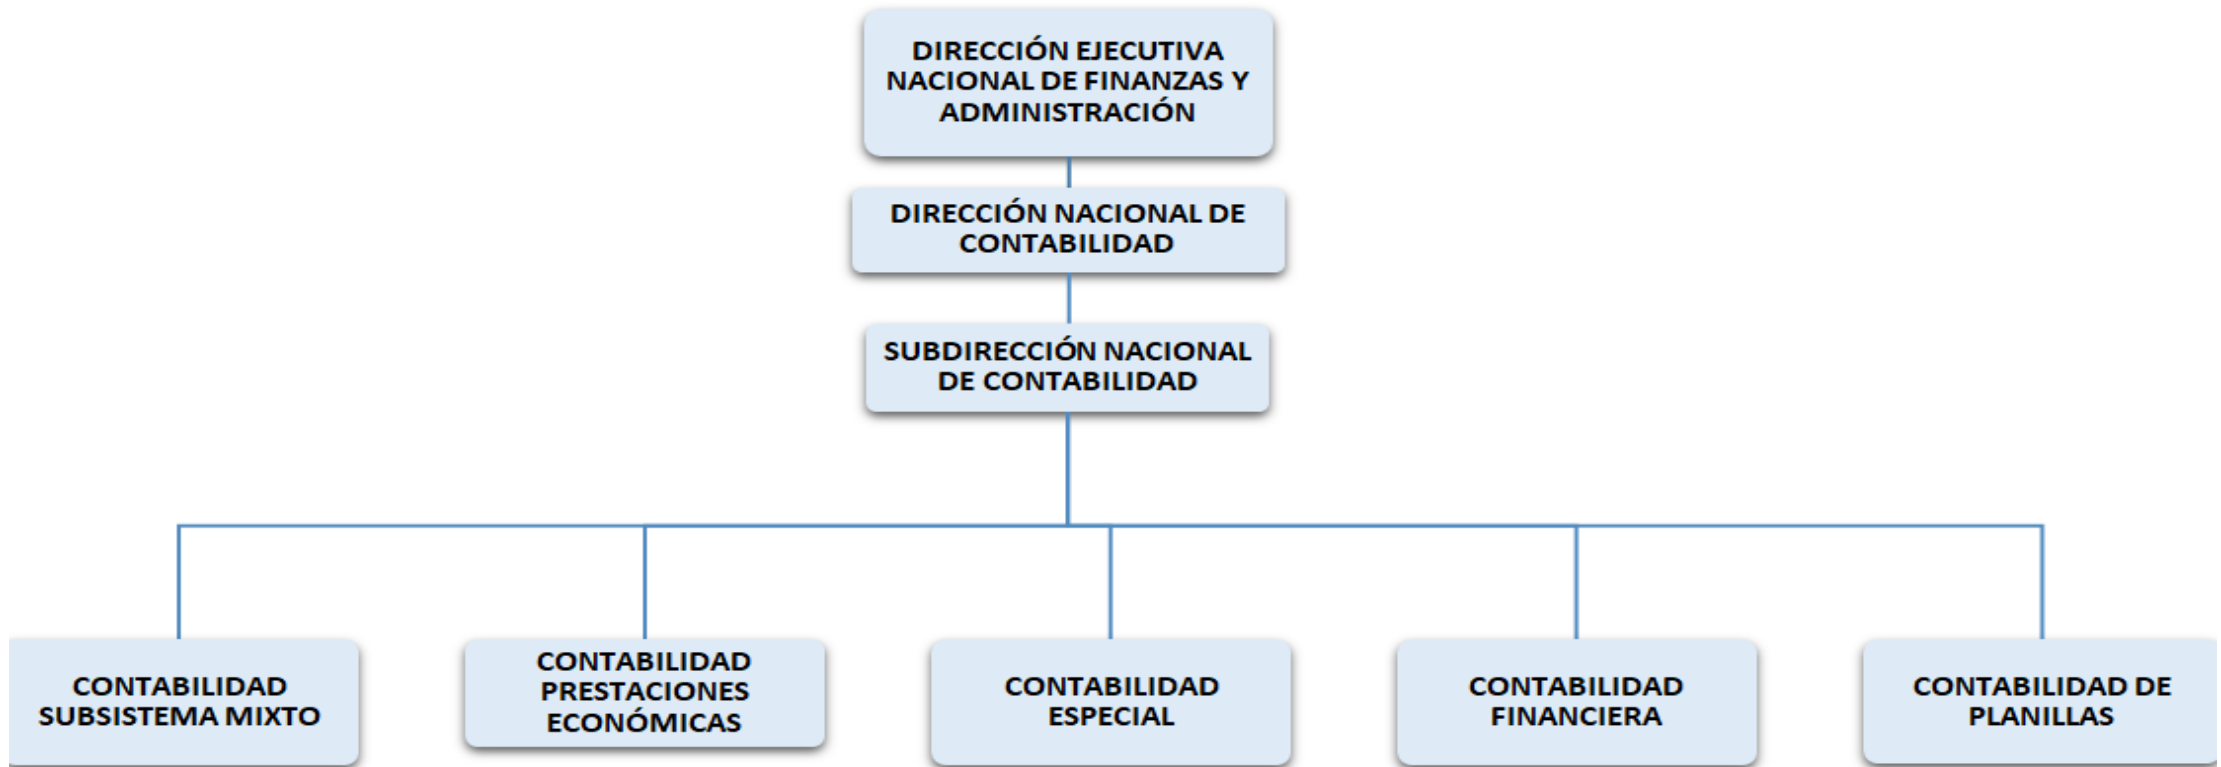 DIRECCIÓN EJECUTIVA
NACIONAL DE FINANZAS Y
ADMINISTRACIÓN
DIRECCIÓN NACIONAL DE
CONTABILIDAD
SUBDIRECCIÓN NACIONAL
DE CONTABILIDAD
CONTABILIDAD
SUBSISTEMA MIXTO
CONTABILIDAD
PRESTACIONES
ECONÓMICAS
CONTABILIDAD
ESPECIAL
CONTABILIDAD
FINANCIERA
CONTABILIDAD DE
PLANILLAS